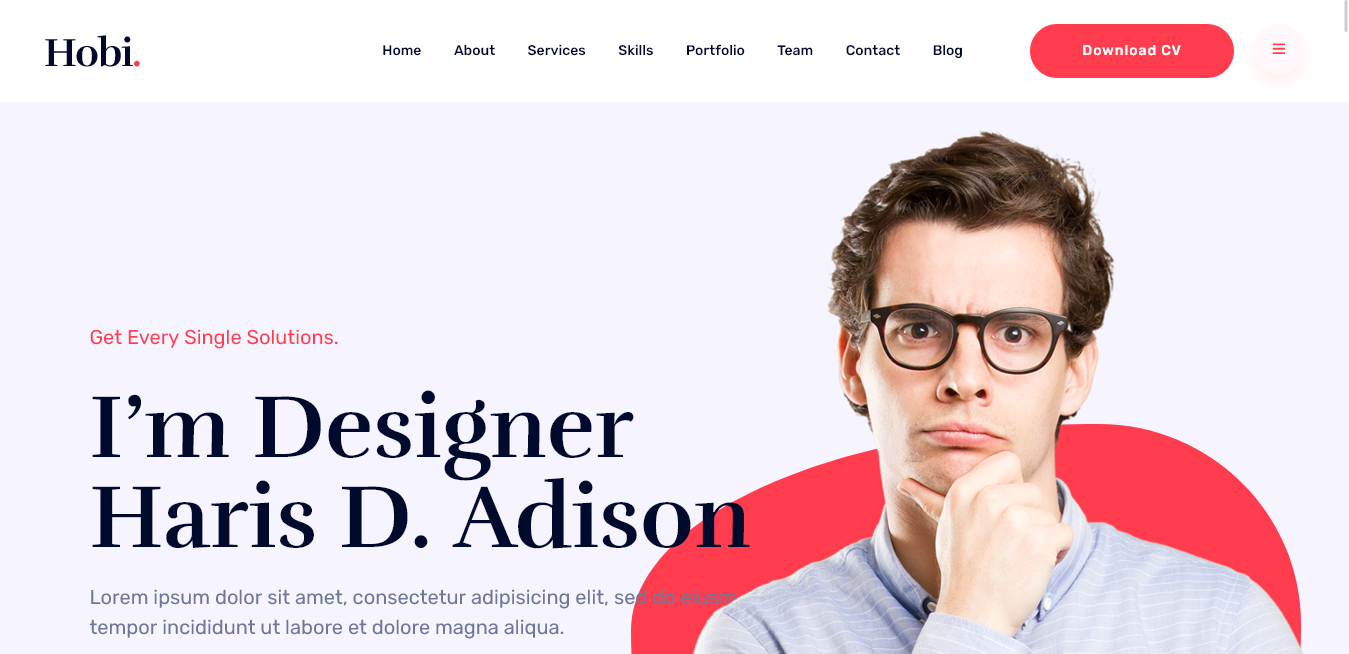 Hobi.
Home About Services Skills Portfolio Team Contact Blog Download CV
Get Every Single Solutions.
I’m Designer
Haris D. Adison
Lorem ipsum dolor sit amet, consectetur adipisicing elit, sed do eiusm
tempor incididunt ut labore et dolore magna aliqua.